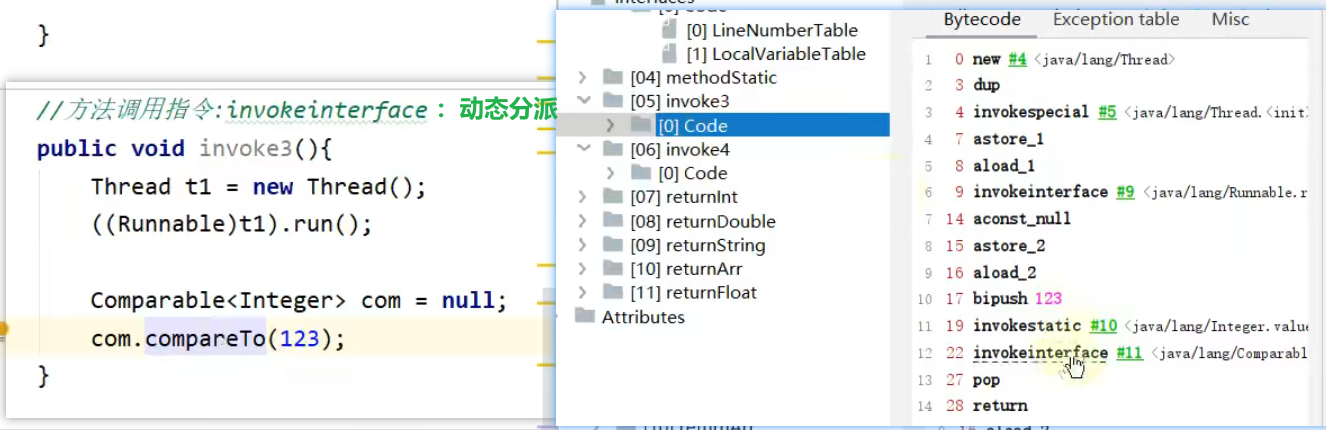 }
//方法调用指令:invokeinterface : 动态分派
public void invoke3(){
Thread t1 = new Thread();
((Runnable)t1).run();
Comparable<Integer> com = null;
com.compareTo(123);
}
[0] LineNumberTable
[1] LocalVariableTable
[04] methodStatic
[05] invoke3
[0] Code
[06] invoke4
[0] Code
[07] returnInt
[08] returnDouble
[09] returnString
[10] returnArr
[11] returnFloat
Attributes
Bytecode Exception table Misc
1 0 new #4 <java/lang/Thread>
2 3 dup
3 4 invokespecial #5 <java/lang/Thread.<init
4 7 astore_1
5 8 aload_1
6 9 invokeinterface #9 <java/lang/Runnable.r
7 14 aconst_null
8 15 astore_2
9 16 aload_2
10 17 bipush 123
11 19 invokestatic #10 <java/lang/Integer.value
12 22 invokeinterface #11 <java/lang/Comparabl
13 27 pop
14 28 return